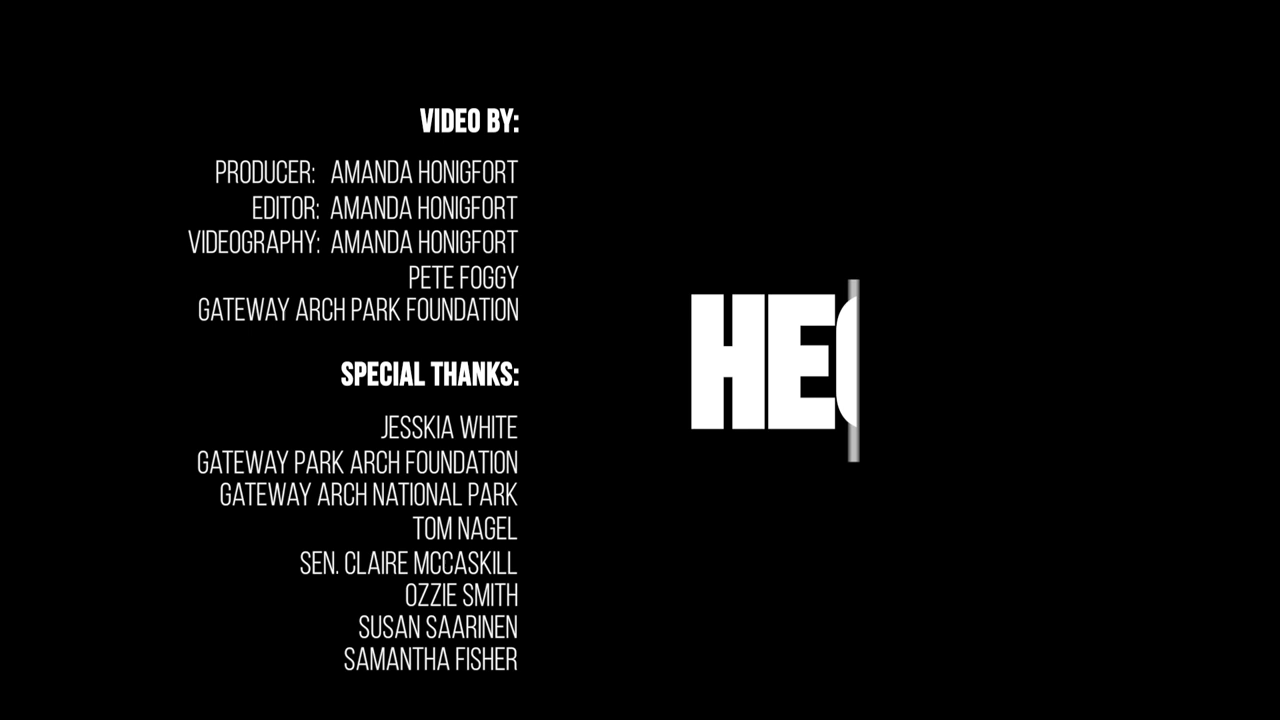 VIDEO BY:
PRODUCER: AMANDA HONIGFORT
EDITOR: AMANDA HONIGFORT
VIDEOGRAPHY: AMANDA HONIGFORT
PETE FOGGY
GATEWAY ARCH PARK FOUNDATION
SPECIAL THANKS:
JESSKIA WHITE
GATEWAY PARK ARCH FOUNDATION
GATEWAY ARCH NATIONAL PARK
TOM NAGEL
SEN. CLAIRE MCCASKILL
OZZIE SMITH
SUSAN SAARINEN
SAMANTHA FISHER